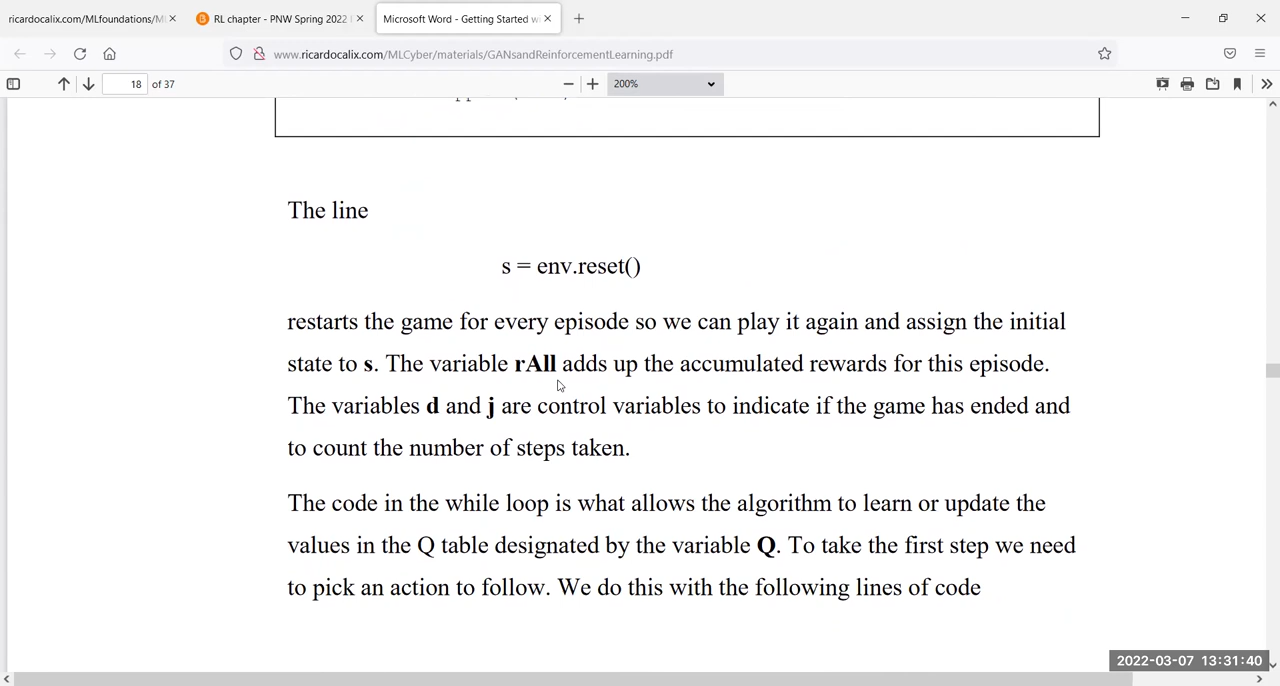 ricardocalix.com/MLfoundations/M
RL chapter - PNW Spring 2022
Microsoft Word - Getting Started w
www.ricardocalix.com/MLCyber/materials/GANsandReinforcementLearning.pdf
18 of 37
200%
The line
s = env.reset()
restarts the game for every episode so we can play it again and assign the initial
state to s. The variable rAll adds up the accumulated rewards for this episode.
The variables d and j are control variables to indicate if the game has ended and
to count the number of steps taken.
The code in the while loop is what allows the algorithm to learn or update the
values in the Q table designated by the variable Q. To take the first step we need
to pick an action to follow. We do this with the following lines of code
2022-03-07 13:31:40